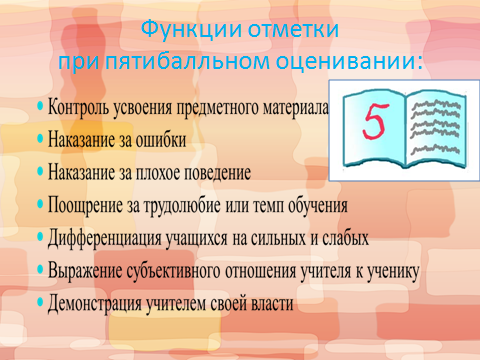 Функции отметки
при пятибалльном оценивании:
• Контроль усвоения предметного материала
5
• Наказание за ошибки
• Наказание за плохое поведение
• Поощрение за трудолюбие или темп обучения
• Дифференциация учащихся на сильных и слабых
• Выражение субъективного отношения учителя к ученику
• Демонстрация учителем своей власти